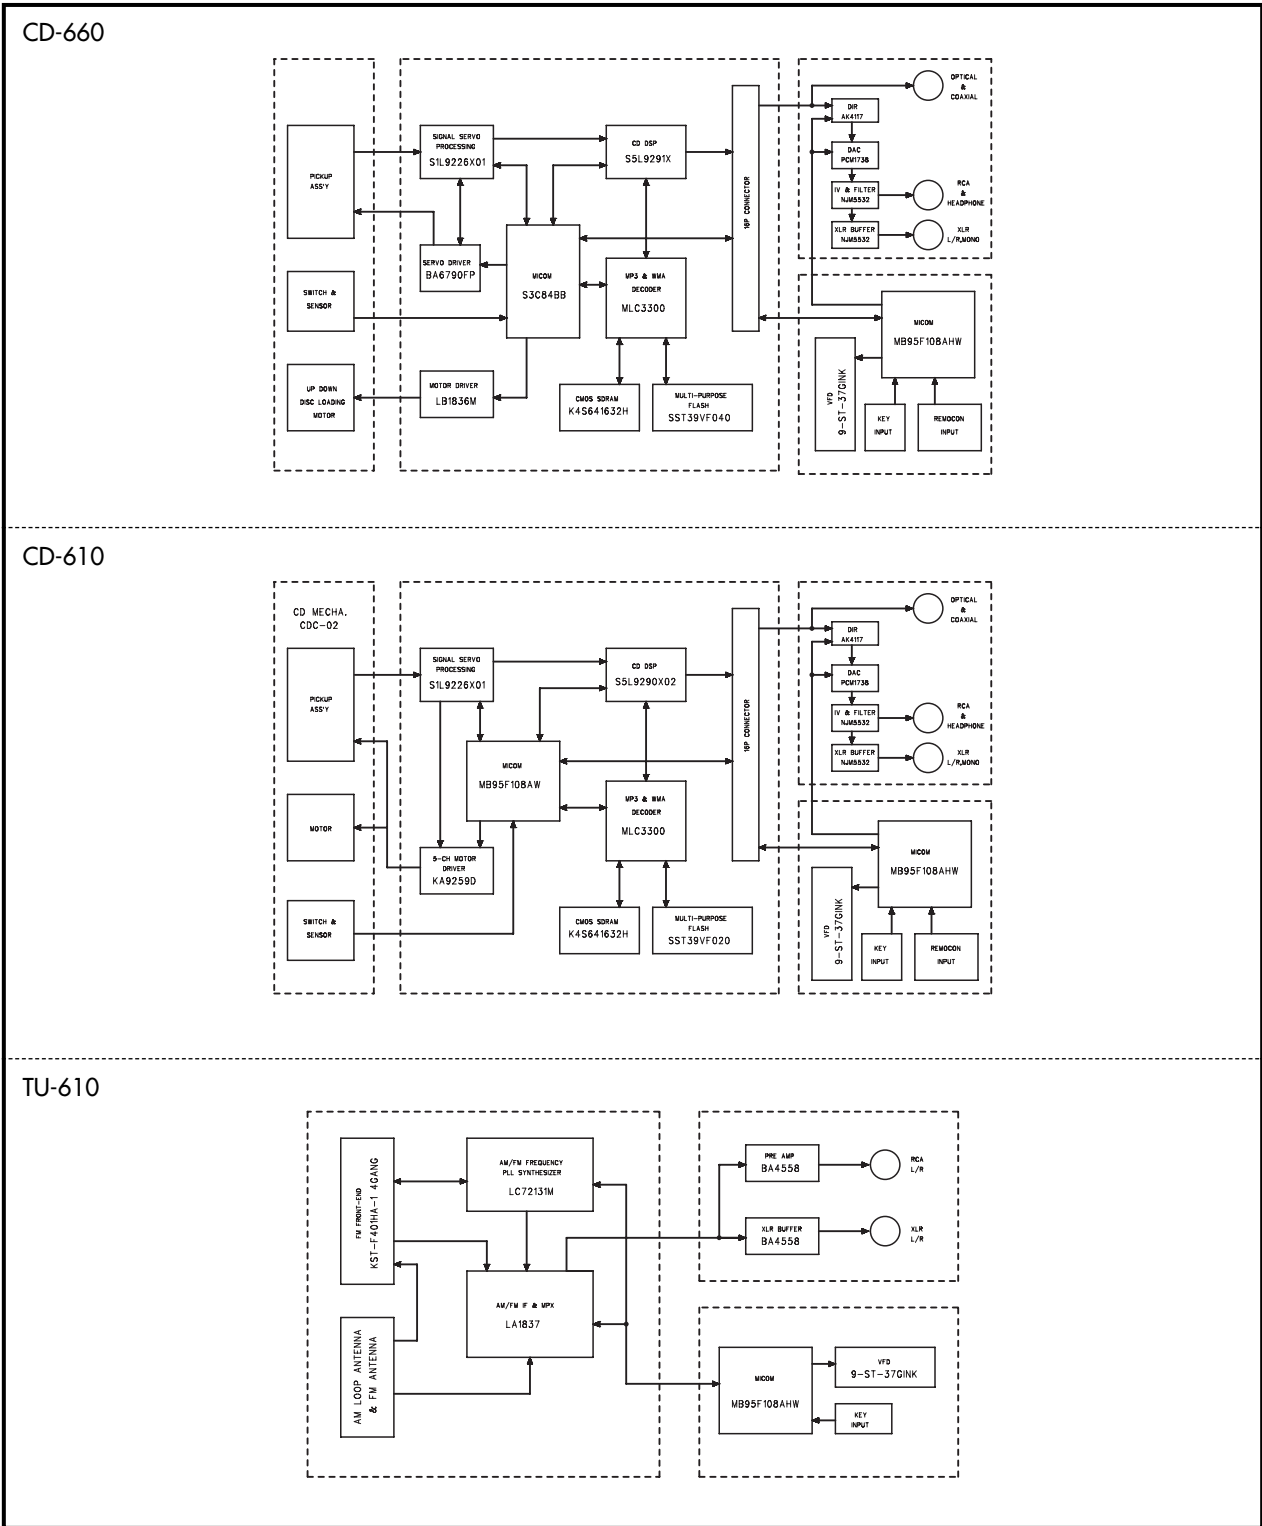 CD-660
PICKUP
ASS'Y
SWITCH &
SENSOR
UP DOWN
DISC LOADING
MOTOR
SIGNAL SERVO
PROCESSING
S1L9226X01
SERVO DRIVER
BA6790FP
MOTOR DRIVER
LB1836M
MICOM
S3C84BB
CD DSP
S5L9291X
MP3 & WMA
DECODER
MLC3300
CMOS SDRAM
K4S641632H
MULTI-PURPOSE
FLASH
SST39VF040
16P CONNECTOR
DIR
AK4117
DAC
PCM1738
IV & FILTER
NJM5532
XLR BUFFER
NJM5532
OPTICAL
&
COAXIAL
RCA
&
HEADPHONE
XLR
L/R,MONO
MICOM
MB95F108AHW
VFD
9-ST-37GINK
KEY
INPUT
REMOCON
INPUT
CD-610
CD MECHA.
CDC-02
PICKUP
ASS'Y
MOTOR
SWITCH &
SENSOR
SIGNAL SERVO
PROCESSING
S1L9226X01
MICOM
MB95F108AW
5-CH MOTOR
DRIVER
KA9259D
CD DSP
S5L9290X02
MP3 & WMA
DECODER
MLC3300
CMOS SDRAM
K4S641632H
MULTI-PURPOSE
FLASH
SST39VF020
16P CONNECTOR
DIR
AK4117
DAC
PCM1738
IV & FILTER
NJM5532
XLR BUFFER
NJM5532
OPTICAL
&
COAXIAL
RCA
&
HEADPHONE
XLR
L/R,MONO
MICOM
MB95F108AHW
VFD
9-ST-37GINK
KEY
INPUT
REMOCON
INPUT
TU-610
FM FRONT-END
KST-F401HA-1 4GANG
AM LOOP ANTENNA
& FM ANTENNA
AM/FM FREQUENCY
PLL SYNTHESIZER
LC72131M
AM/FM IF & MPX
LA1837
PRE AMP
BA4558
RCA
L/R
XLR BUFFER
BA4558
XLR
L/R
MICOM
MB95F108AHW
VFD
9-ST-37GINK
KEY
INPUT